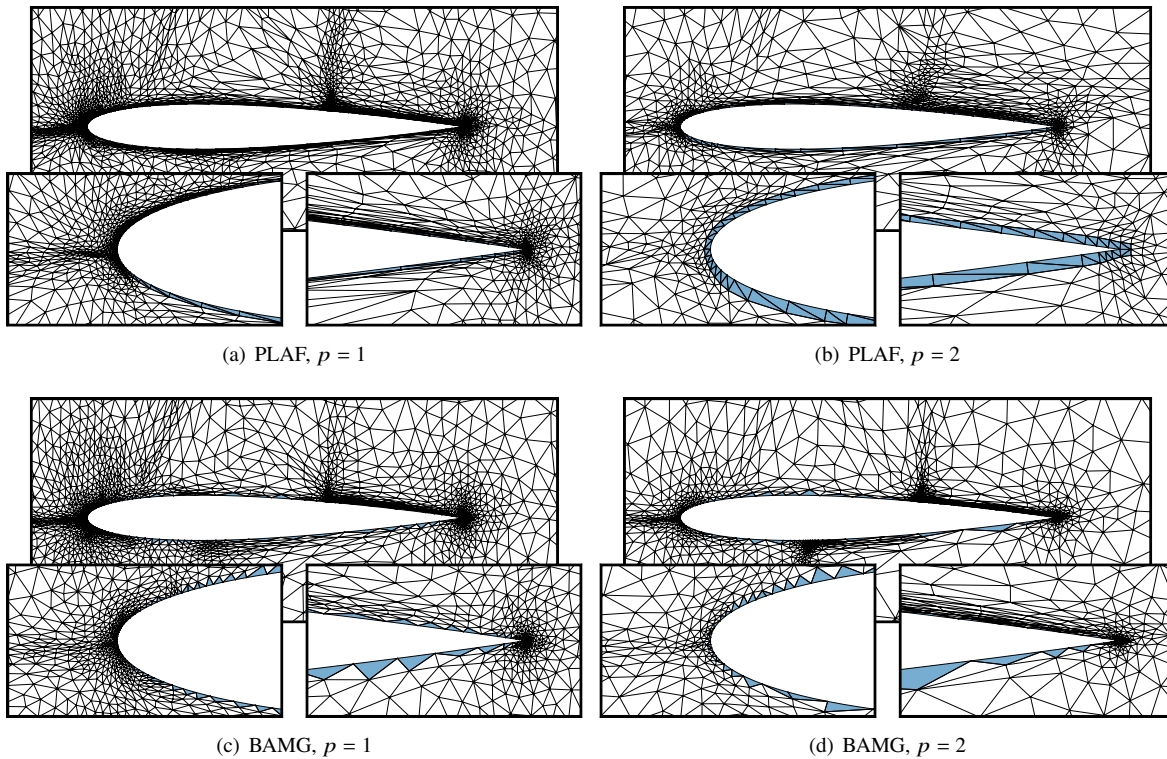 (a) PLAF, p = 1
(b) PLAF, p = 2
(c) BAMG, p = 1
(d) BAMG, p = 2